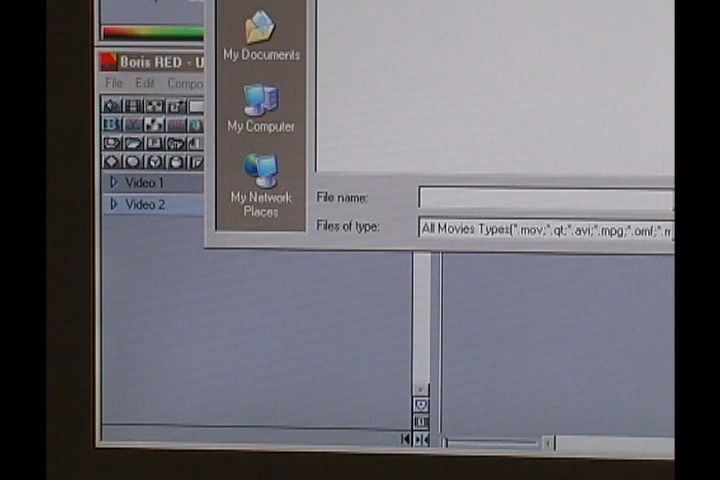 My Documents
Boris RED - U
File Edit Compo
My Computer
Video 1
My Network
Places
File name:
Video 2
Files of type:
All Movies Types(*.mov;*.qt;*.avi;*.mpg;*.omf;*.m